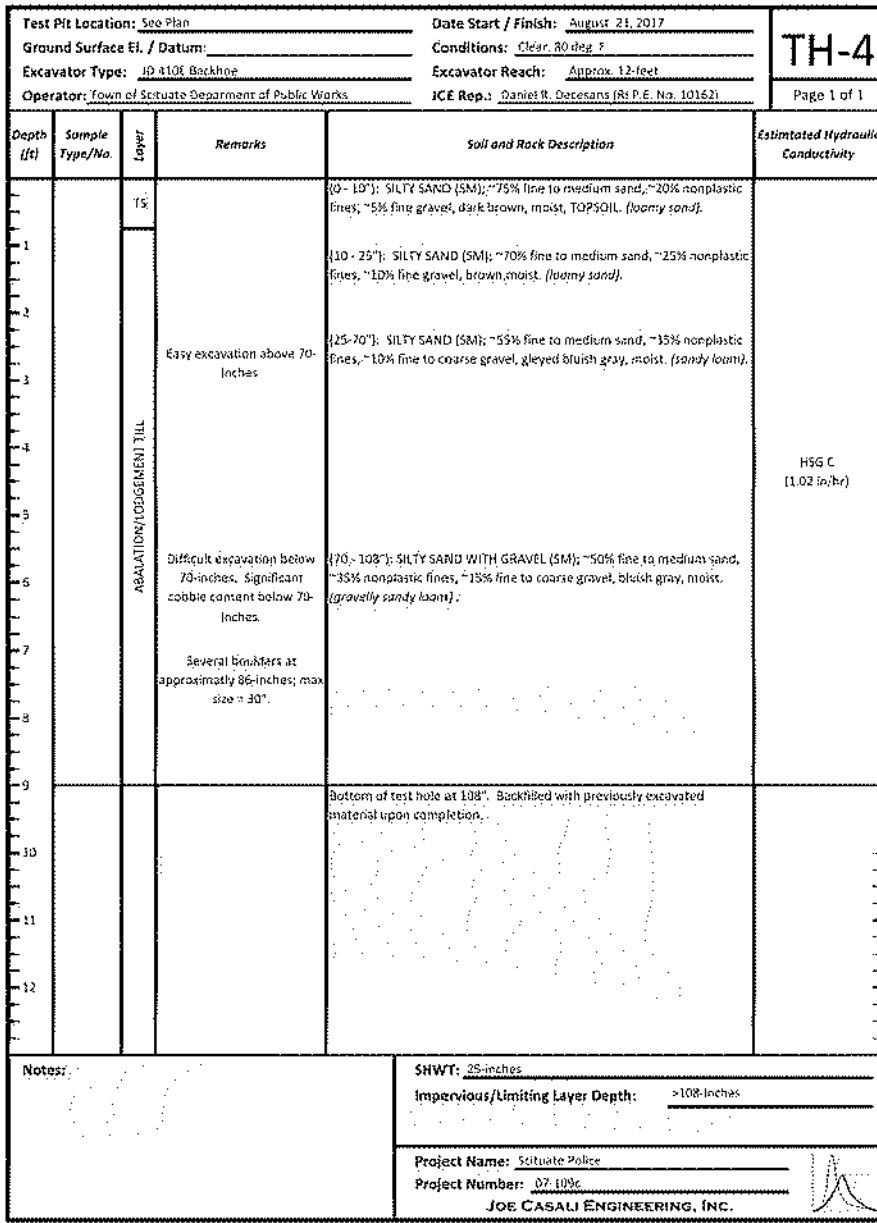 Test Pit Location: See Plan
Date Start / Finish: August 21, 2017
Ground Surface El. / Datum:
Conditions: Clear, 80 deg. F
Excavator Type: JD 410E Backhoe
Excavator Reach: Approx. 12-feet
Operator: Town of Scituate Deparment of Public Works
JCE Rep.: Daniel R. (RI P.E. No. 10162)
TH-4
Page 1 of 1
Depth (ft)
Sample Type/No.
Layer
Remarks
Soil and Rock Description
Estimtated Hydraulic Conductivity
TS
(0 - 10"): SILTY SAND (SM); ~75% fine to medium sand, ~20% nonplastic
fines, ~5% fine gravel, dark brown, moist, TOPSOIL. (loamy sand).
1
(10 - 25"): SILTY SAND (SM); ~70% fine to medium sand, ~25% nonplastic
fines, ~10% fine gravel, brown, moist. (loamy sand).
2
Easy excavation above 70-
inches
(25-70"): SILTY SAND (SM); ~55% fine to medium sand, ~35% nonplastic
fines, ~10% fine to coarse gravel, gleyed bluish gray, moist. (sandy loam).
3
4
ABALATION/LODGEMENT TILL
HSG C
(1.02 in/hr)
5
Difficult excavation below
70-inches. Significant
cobble content below 70-
inches.
(70 - 108"): SILTY SAND WITH GRAVEL (SM); ~50% fine to medium sand,
~35% nonplastic fines, ~15% fine to coarse gravel, bluish gray, moist.
(gravelly sandy loam).
6
7
Several boulders at
approximatly 86-inches; max
size = 30".
8
9
Bottom of test hole at 108". Backfilled with previously excavated
material upon completion.
10
11
12
Notes:
SHWT: 25-inches
Impervious/Limiting Layer Depth: >108-inches
Project Name: Scituate Police
Project Number: 07-109c
JOE CASALI ENGINEERING, INC.